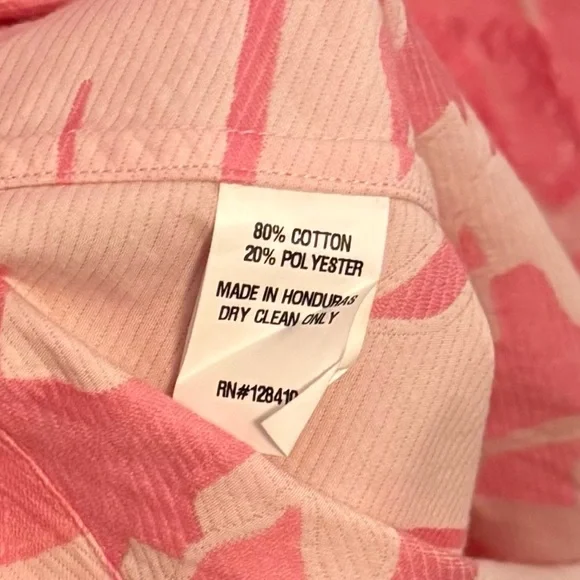 80% COTTON
20% POLYESTER
MADE IN HONDURAS
DRY CLEAN ONLY